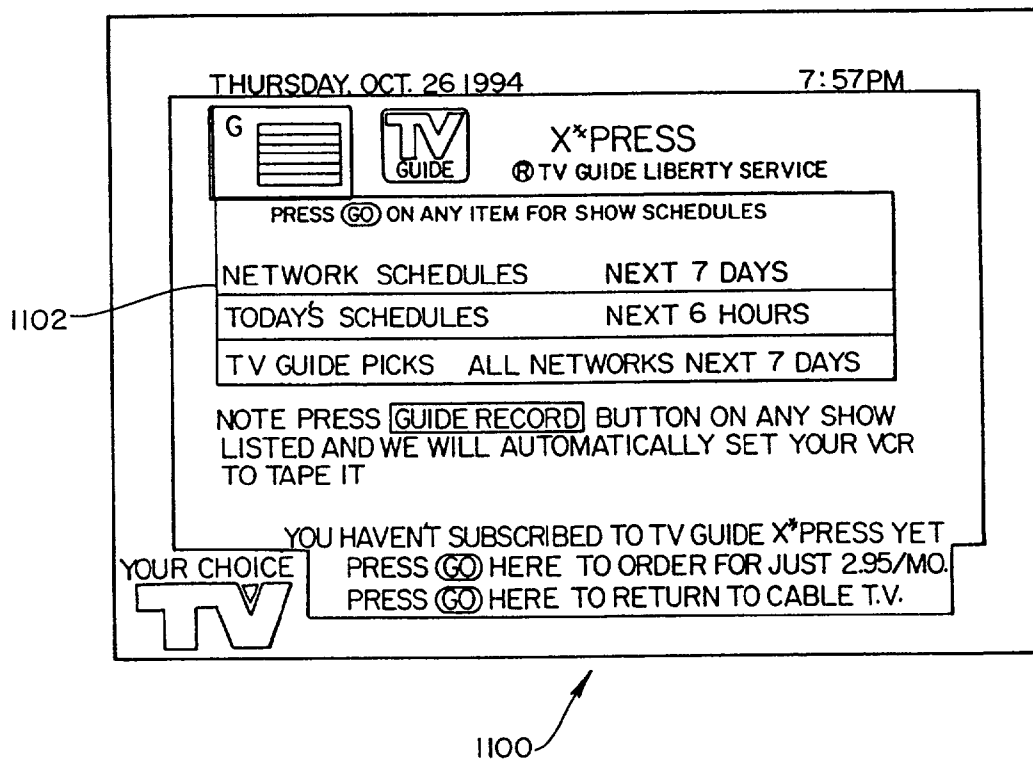 THURSDAY, OCT. 26 1994 7:57PM
G
TV GUIDE
X*PRESS
® TV GUIDE LIBERTY SERVICE
PRESS GO ON ANY ITEM FOR SHOW SCHEDULES
NETWORK SCHEDULES NEXT 7 DAYS
1102
TODAY'S SCHEDULES NEXT 6 HOURS
TV GUIDE PICKS ALL NETWORKS NEXT 7 DAYS
NOTE PRESS GUIDE RECORD BUTTON ON ANY SHOW
LISTED AND WE WILL AUTOMATICALLY SET YOUR VCR
TO TAPE IT
YOU HAVEN'T SUBSCRIBED TO TV GUIDE X*PRESS YET
YOUR CHOICE
TV
PRESS GO HERE TO ORDER FOR JUST 2.95/MO.
PRESS GO HERE TO RETURN TO CABLE T.V.
1100